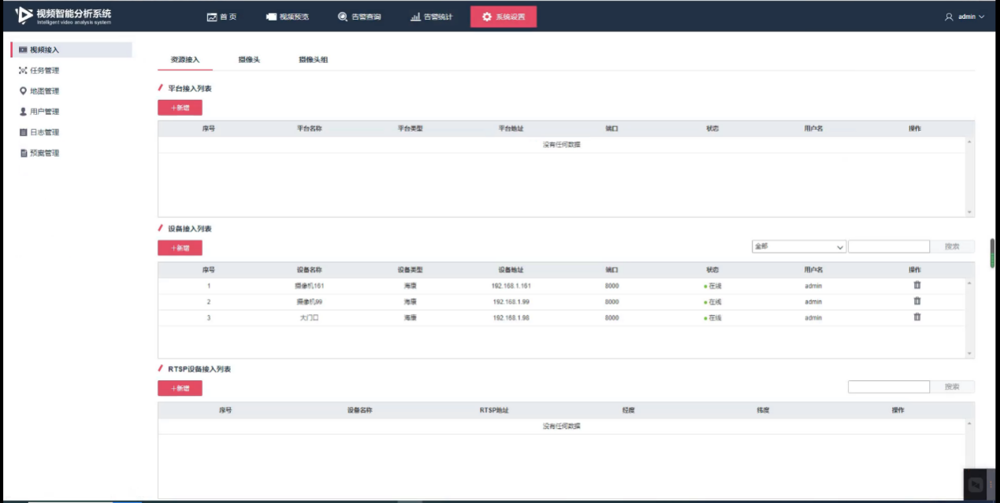 视频智能分析系统
Intelligent video analysis system
首页 视频预览 告警查询 告警统计 系统设置 admin
视频接入
任务管理
地图管理
用户管理
日志管理
预案管理
资源接入 摄像头 摄像头组
平台接入列表
+新增
序号 平台名称 平台类型 平台地址 端口 状态 用户名 操作
没有任何数据
设备接入列表
+新增 全部 搜索
序号 设备名称 设备类型 设备地址 端口 状态 用户名 操作
1 摄像机161 海康 192.168.1.161 8000 在线 admin
2 摄像机99 海康 192.168.1.99 8000 在线 admin
3 大门口 海康 192.168.1.98 8000 在线 admin
RTSP设备接入列表
+新增 搜索
序号 设备名称 RTSP地址 经度 纬度 操作
没有任何数据